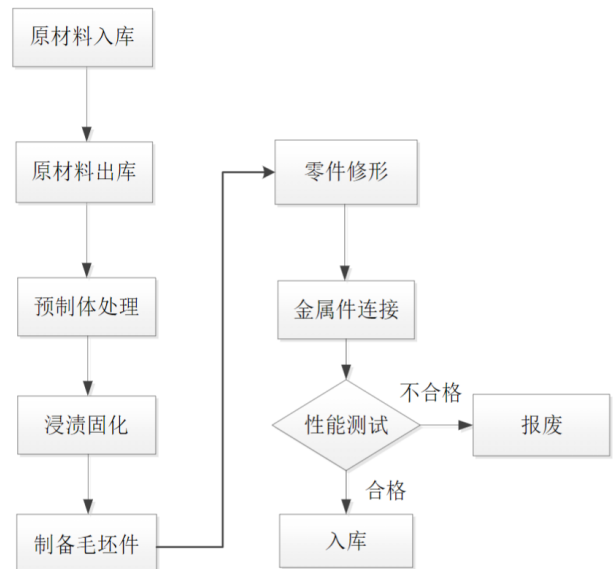 原材料入库
原材料出库
预制体处理
浸渍固化
制备毛坯件
零件修形
金属件连接
性能测试
不合格
报废
合格
入库